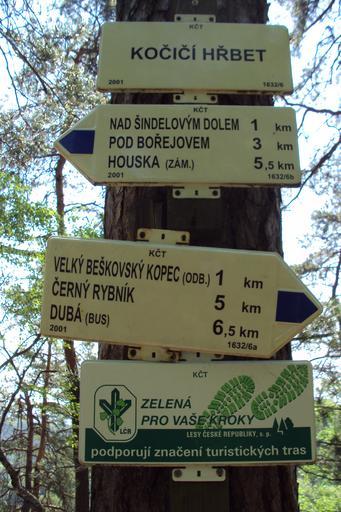 KČT
KOČIČÍ HŘBET
2001 1632/6
KČT
NAD ŠINDELOVÝM DOLEM 1 km
POD BOŘEJOVEM 3 km
HOUSKA (ZÁM.) 5,5 km
2001 1632/6b
KČT
VELKÝ BEŠKOVSKÝ KOPEC (ODB.) 1 km
ČERNÝ RYBNÍK 5 km
DUBÁ (BUS) 6,5 km
2001 1632/6a
KČT
ZELENÁ
PRO VAŠE KROKY
LČR
LESY ČESKÉ REPUBLIKY, s. p.
podporují značení turistických tras